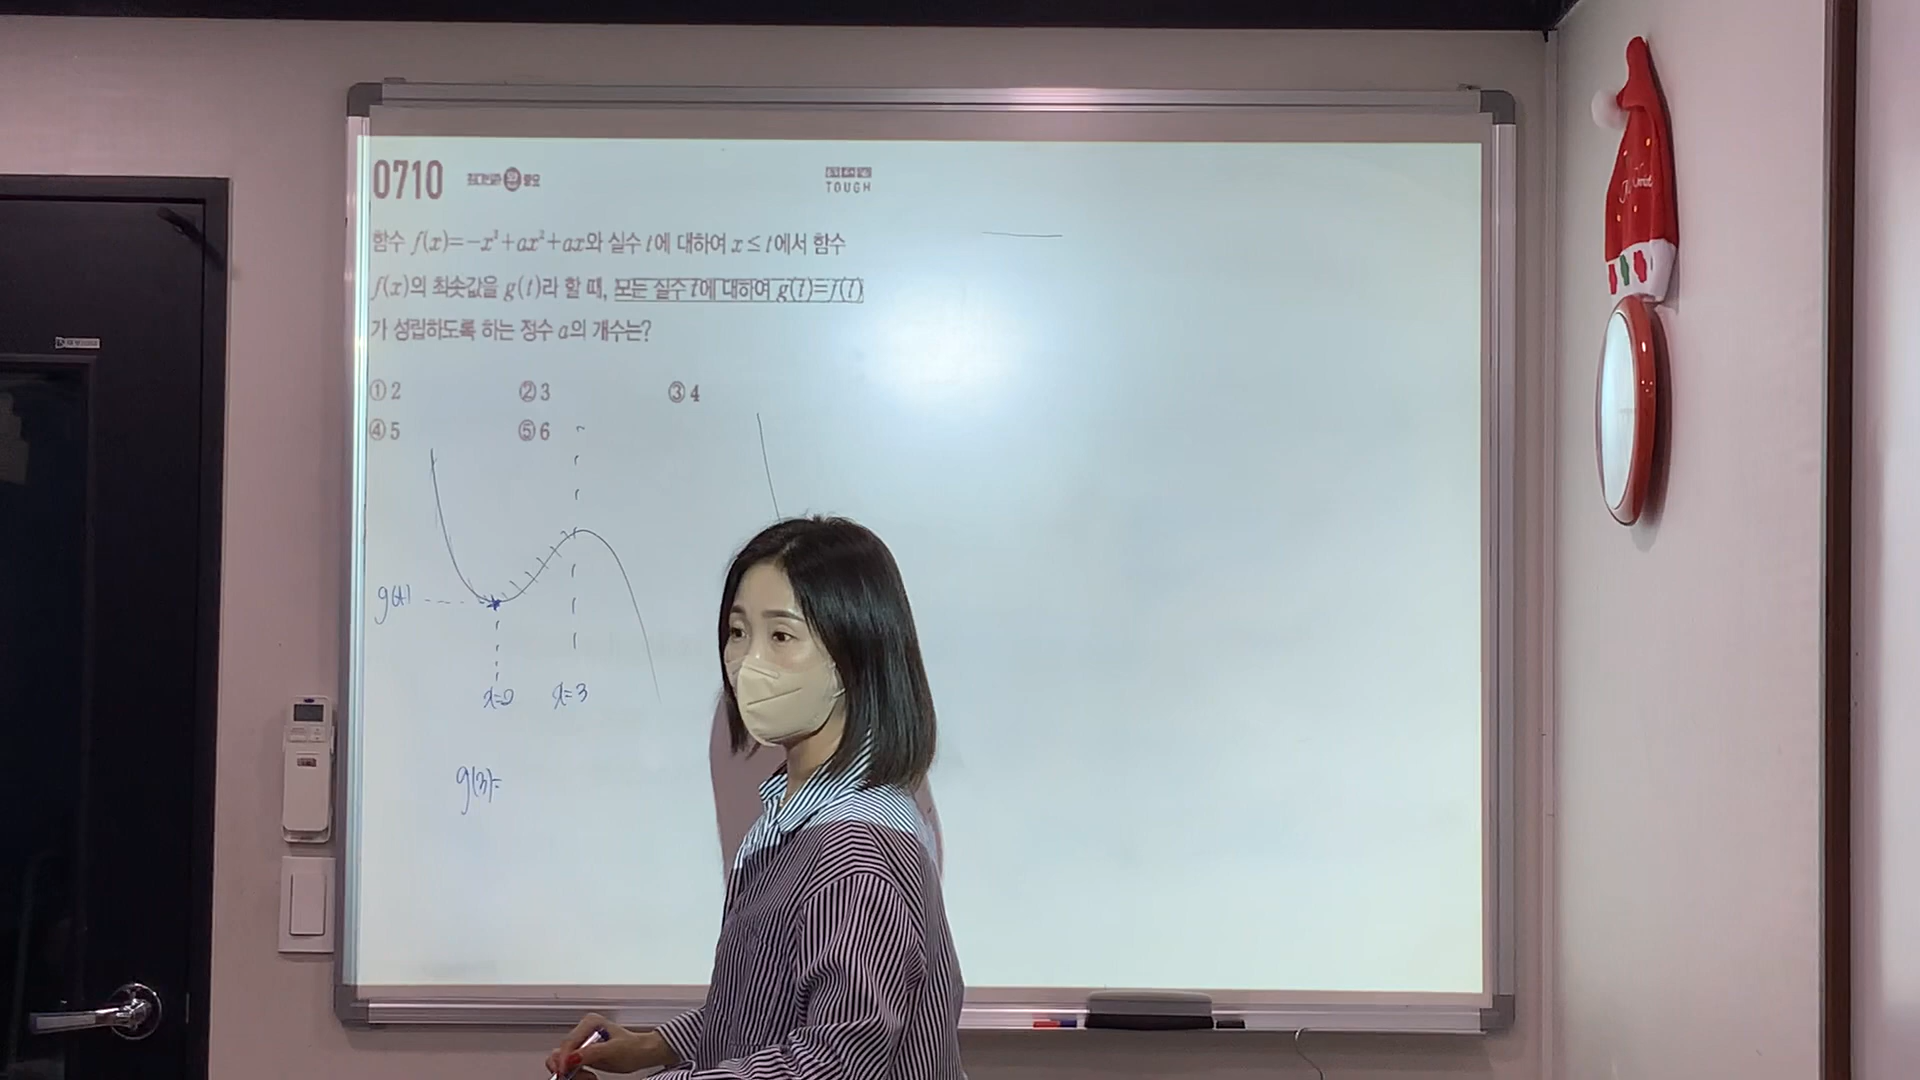 0710
TOUGH
함수 f(x)=-x³+ax²+ax와 실수 t에 대하여 x≤t에서 함수
f(x)의 최솟값을 g(t)라 할 때, 모든 실수 t에 대하여 g(t)=f(t)
가 성립하도록 하는 정수 a의 개수는?
① 2 ② 3 ③ 4
④ 5 ⑤ 6
g(t)
x=2 x=3
g(3)=